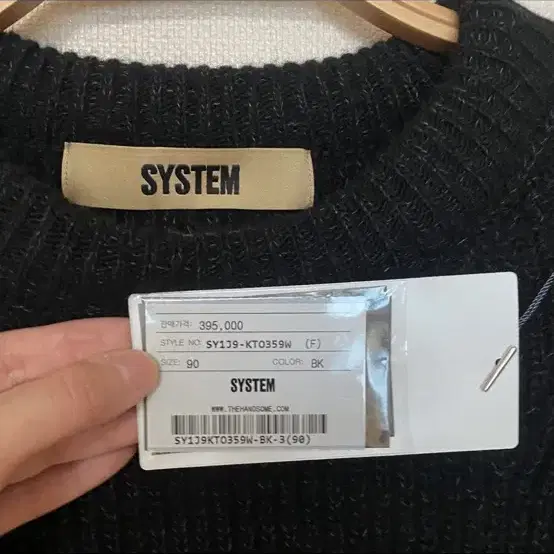 SYSTEM
판매가격: 395,000
STYLE NO: SY1J9-KTO359W (F)
SIZE: 90 COLOR: BK
SYSTEM
WWW.THEHANDSOME.COM
SY1J9KTO359W-BK-3(90)